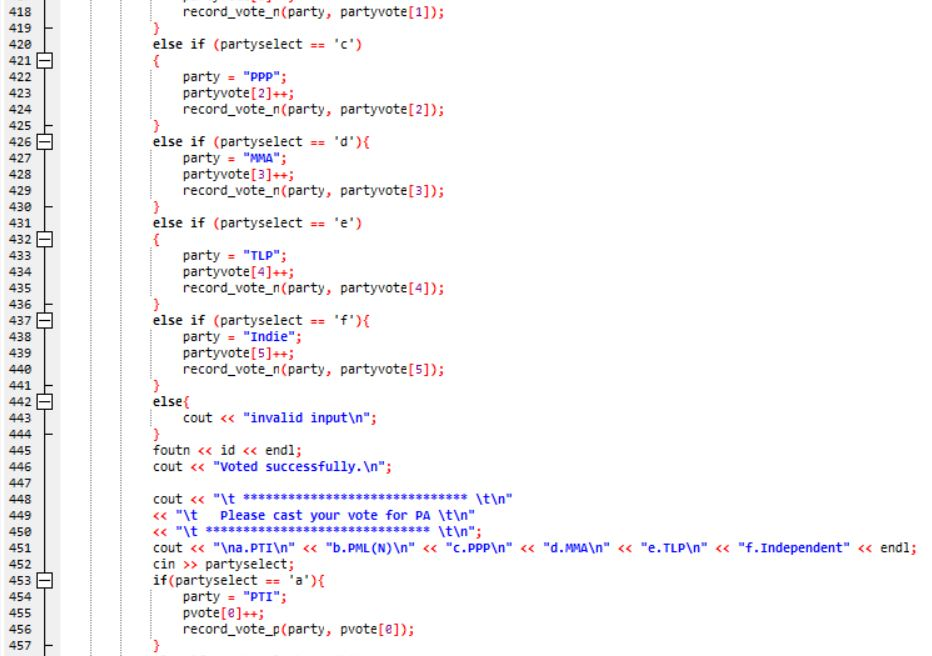 418 record_vote_n(party, partyvote[1]);
419 }
420 else if (partyselect == 'c')
421 {
422 party = "PPP";
423 partyvote[2]++;
424 record_vote_n(party, partyvote[2]);
425 }
426 else if (partyselect == 'd'){
427 party = "MMA";
428 partyvote[3]++;
429 record_vote_n(party, partyvote[3]);
430 }
431 else if (partyselect == 'e')
432 {
433 party = "TLP";
434 partyvote[4]++;
435 record_vote_n(party, partyvote[4]);
436 }
437 else if (partyselect == 'f'){
438 party = "Indie";
439 partyvote[5]++;
440 record_vote_n(party, partyvote[5]);
441 }
442 else{
443 cout << "invalid input\n";
444 }
445 foutn << id << endl;
446 cout << "Voted successfully.\n";
447
448 cout << "\t ****************************** \t\n"
449 << "\t   Please cast your vote for PA \t\n"
450 << "\t ****************************** \t\n";
451 cout << "\na.PTI\n" << "b.PML(N)\n" << "c.PPP\n" << "d.MMA\n" << "e.TLP\n" << "f.Independent" << endl;
452 cin >> partyselect;
453 if(partyselect == 'a'){
454 party = "PTI";
455 pvote[0]++;
456 record_vote_p(party, pvote[0]);
457 }